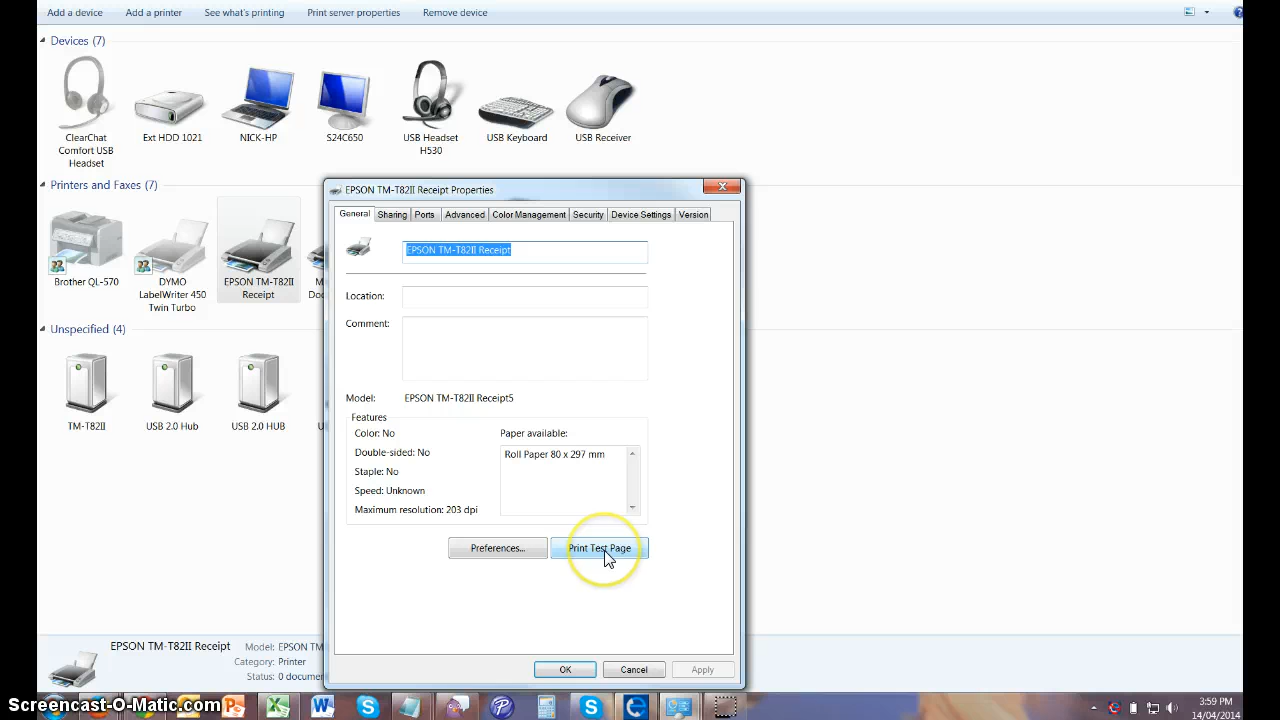 Add a device Add a printer See what's printing Print server properties Remove device
Devices (7)
ClearChat Comfort USB Headset
Ext HDD 1021
NICK-HP
S24C650
USB Headset H530
USB Keyboard
USB Receiver
Printers and Faxes (7)
Brother QL-570
DYMO LabelWriter 450 Twin Turbo
EPSON TM-T82II Receipt
Unspecified (4)
TM-T82II
USB 2.0 Hub
USB 2.0 HUB
EPSON TM-T82II Receipt Properties
General Sharing Ports Advanced Color Management Security Device Settings Version
EPSON TM-T82II Receipt
Location:
Comment:
Model: EPSON TM-T82II Receipt5
Features
Color: No
Double-sided: No
Staple: No
Speed: Unknown
Maximum resolution: 203 dpi
Paper available:
Roll Paper 80 x 297 mm
Preferences... Print Test Page
OK Cancel Apply
EPSON TM-T82II Receipt
Model: EPSON TM
Category: Printer
Status: 0 documen
Screencast-O-Matic.com
3:59 PM
14/04/2014